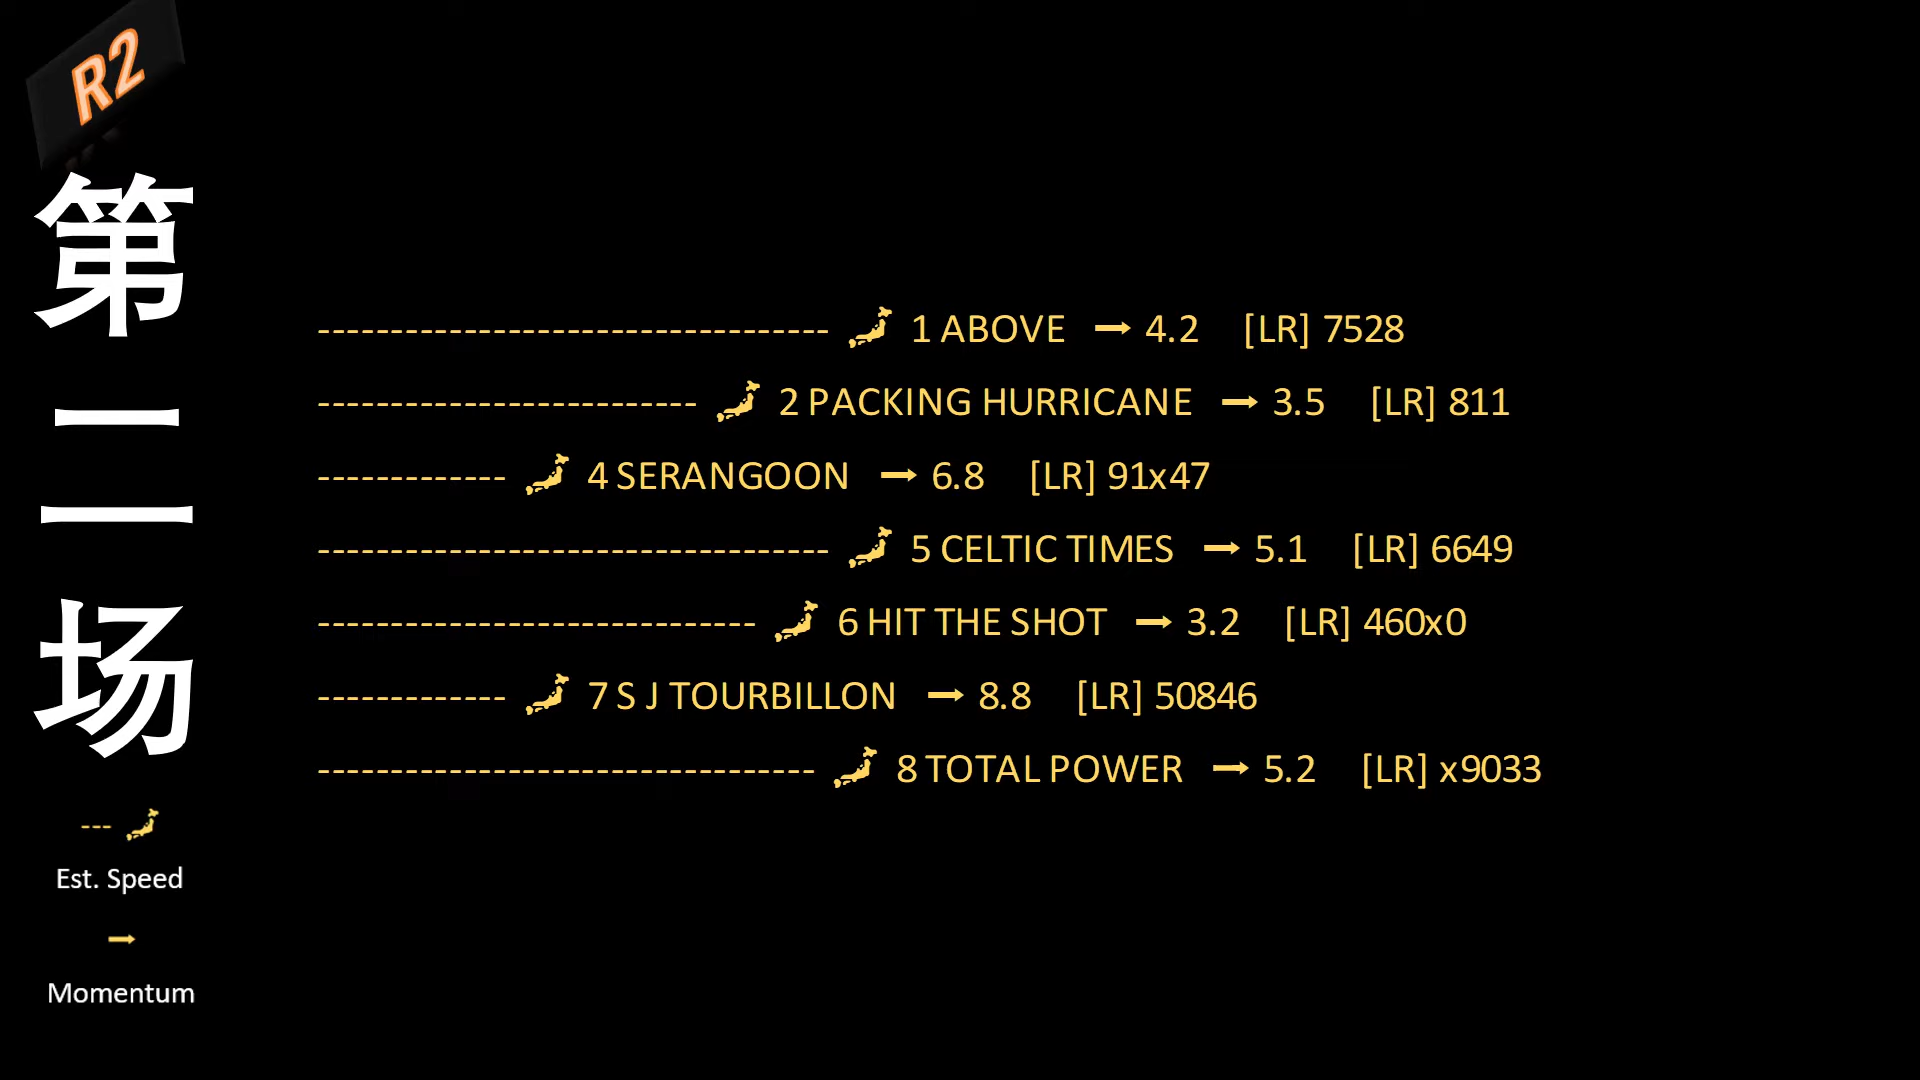 R2
第
二
场
--- 🗾
Est. Speed
➞
Momentum
----------------------------------- 🗾 1 ABOVE ➞ 4.2 [LR] 7528
-------------------------- 🗾 2 PACKING HURRICANE ➞ 3.5 [LR] 811
------------- 🗾 4 SERANGOON ➞ 6.8 [LR] 91x47
----------------------------------- 🗾 5 CELTIC TIMES ➞ 5.1 [LR] 6649
------------------------------ 🗾 6 HIT THE SHOT ➞ 3.2 [LR] 460x0
------------- 🗾 7 S J TOURBILLON ➞ 8.8 [LR] 50846
---------------------------------- 🗾 8 TOTAL POWER ➞ 5.2 [LR] x9033